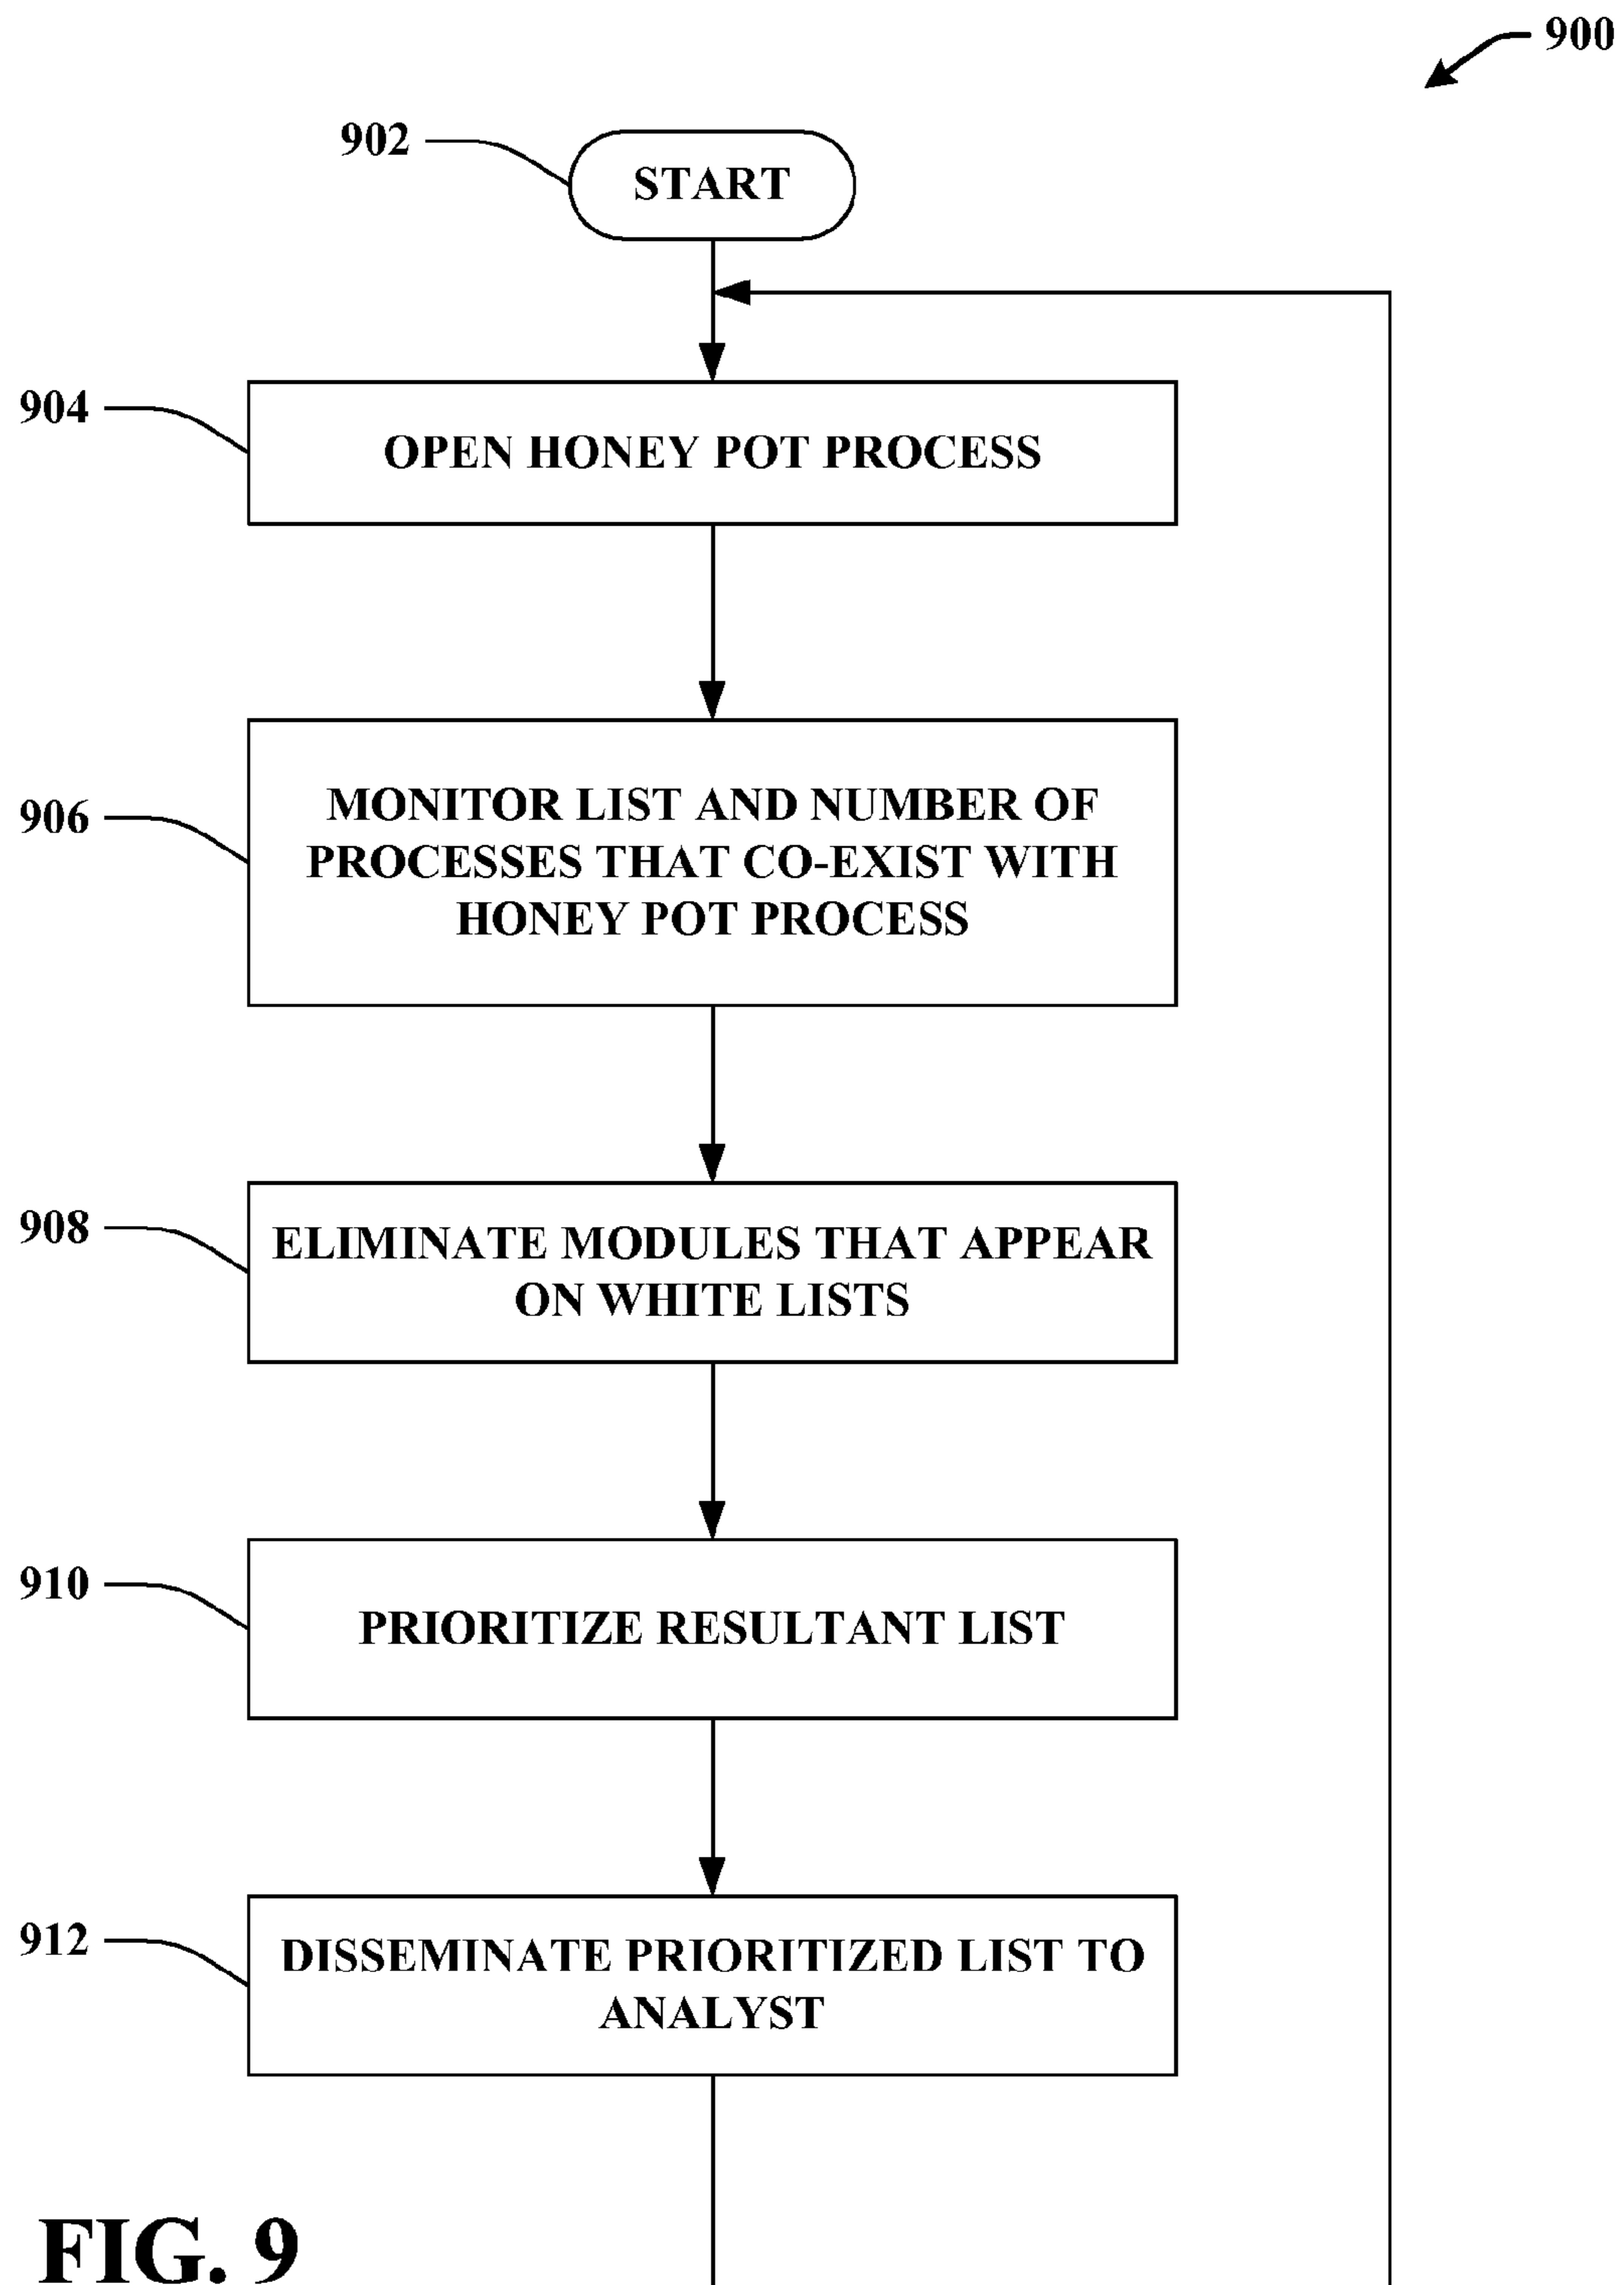 900
902
START
904
OPEN HONEY POT PROCESS
906
MONITOR LIST AND NUMBER OF
PROCESSES THAT CO-EXIST WITH
HONEY POT PROCESS
908
ELIMINATE MODULES THAT APPEAR
ON WHITE LISTS
910
PRIORITIZE RESULTANT LIST
912
DISSEMINATE PRIORITIZED LIST TO
ANALYST
FIG. 9